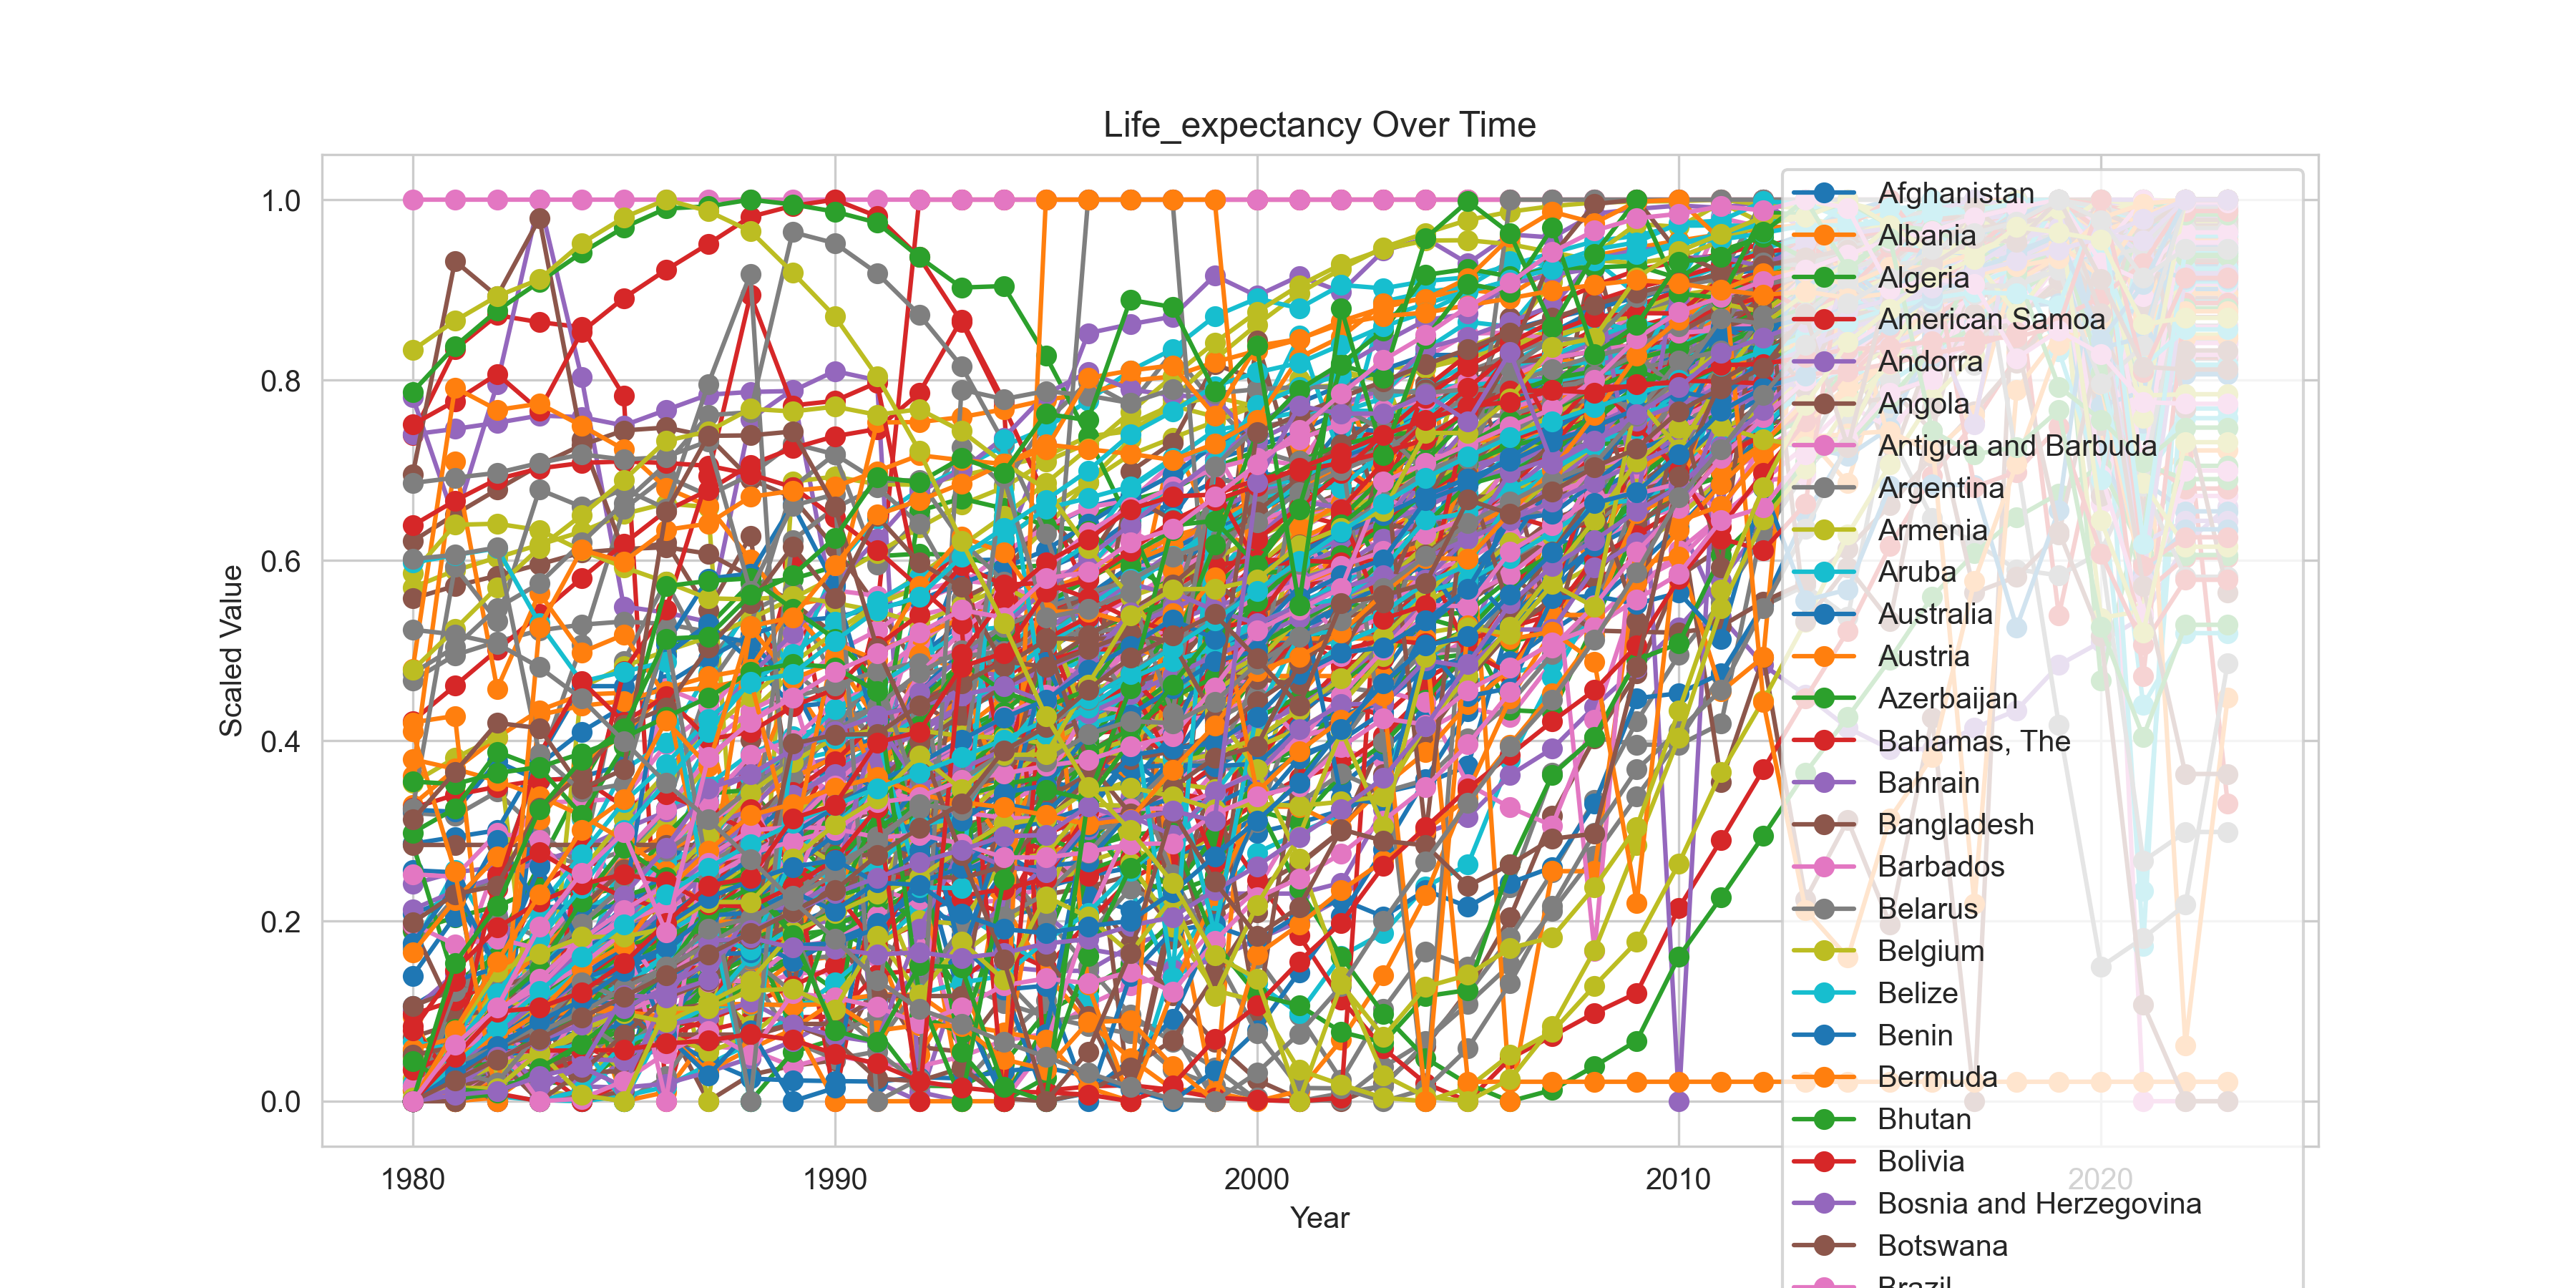 Life_expectancy Over Time
1.0
0.8
0.6
0.4
0.2
0.0
Scaled Value
1980
1990
2000
2010
2020
Year
Afghanistan
Albania
Algeria
American Samoa
Andorra
Angola
Antigua and Barbuda
Argentina
Armenia
Aruba
Australia
Austria
Azerbaijan
Bahamas, The
Bahrain
Bangladesh
Barbados
Belarus
Belgium
Belize
Benin
Bermuda
Bhutan
Bolivia
Bosnia and Herzegovina
Botswana
Brazil